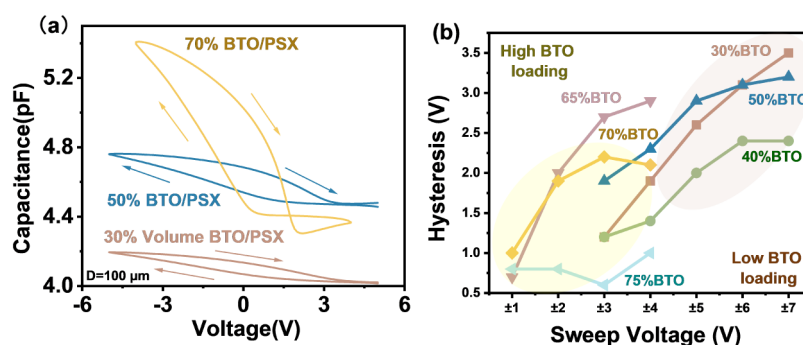 (a)
70% BTO/PSX
50% BTO/PSX
30% Volume BTO/PSX
D=100 μm
Capacitance(pF)
5.2
4.8
4.4
4.0
-6
-3
0
3
6
Voltage(V)
(b)
High BTO
loading
30%BTO
65%BTO
50%BTO
70%BTO
40%BTO
75%BTO
Low BTO
loading
Hysteresis (V)
3.5
3.0
2.5
2.0
1.5
1.0
0.5
±1
±2
±3
±4
±5
±6
±7
Sweep Voltage (V)